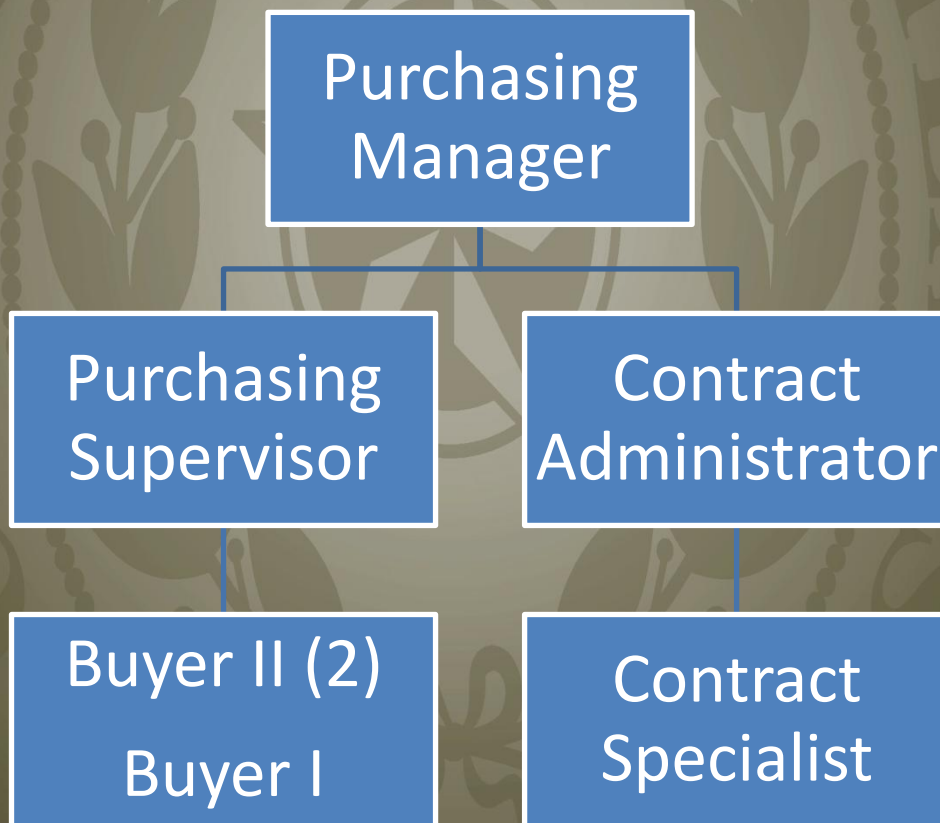 Purchasing
Manager
Purchasing
Supervisor
Contract
Administrator
Buyer II (2)
Buyer I
Contract
Specialist